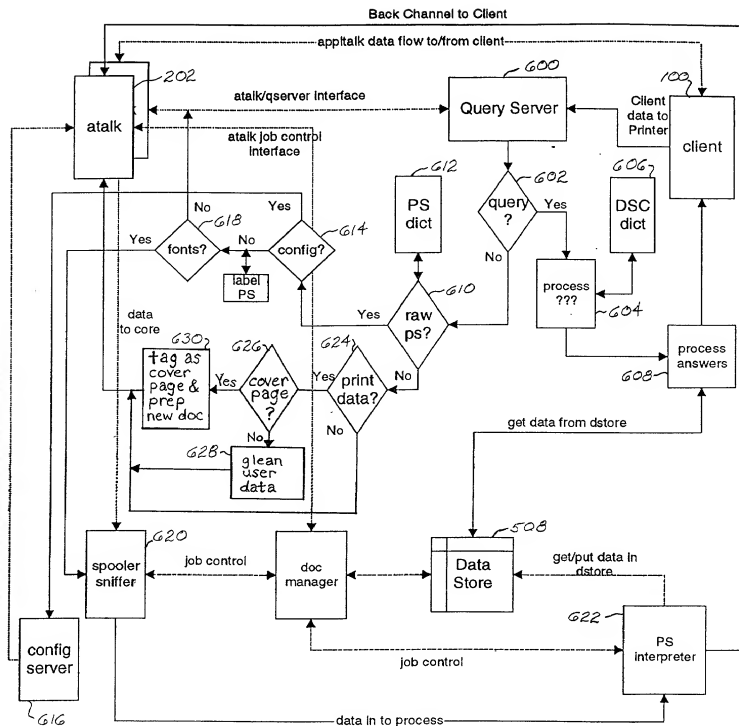 Back Channel to Client
appltalk data flow to/from client
202
600
100
atalk
atalk/qserver interface
Query Server
Client
data to
Printer
client
atalk job control
interface
612
602
606
PS
dict
query
?
Yes
DSC
dict
No
Yes
618
614
No
Yes
fonts?
No
config?
label
PS
610
process
???
604
data
to core
Yes
raw
ps?
630
626
624
tag as
cover
page &
prep
new doc
Yes
cover
page
?
Yes
print
data?
No
process
answers
608
No
No
628
glean
user
data
get data from dstore
620
508
spooler
sniffer
job control
doc
manager
Data
Store
get/put data in
dstore
622
config
server
PS
interpreter
job control
616
data in to process